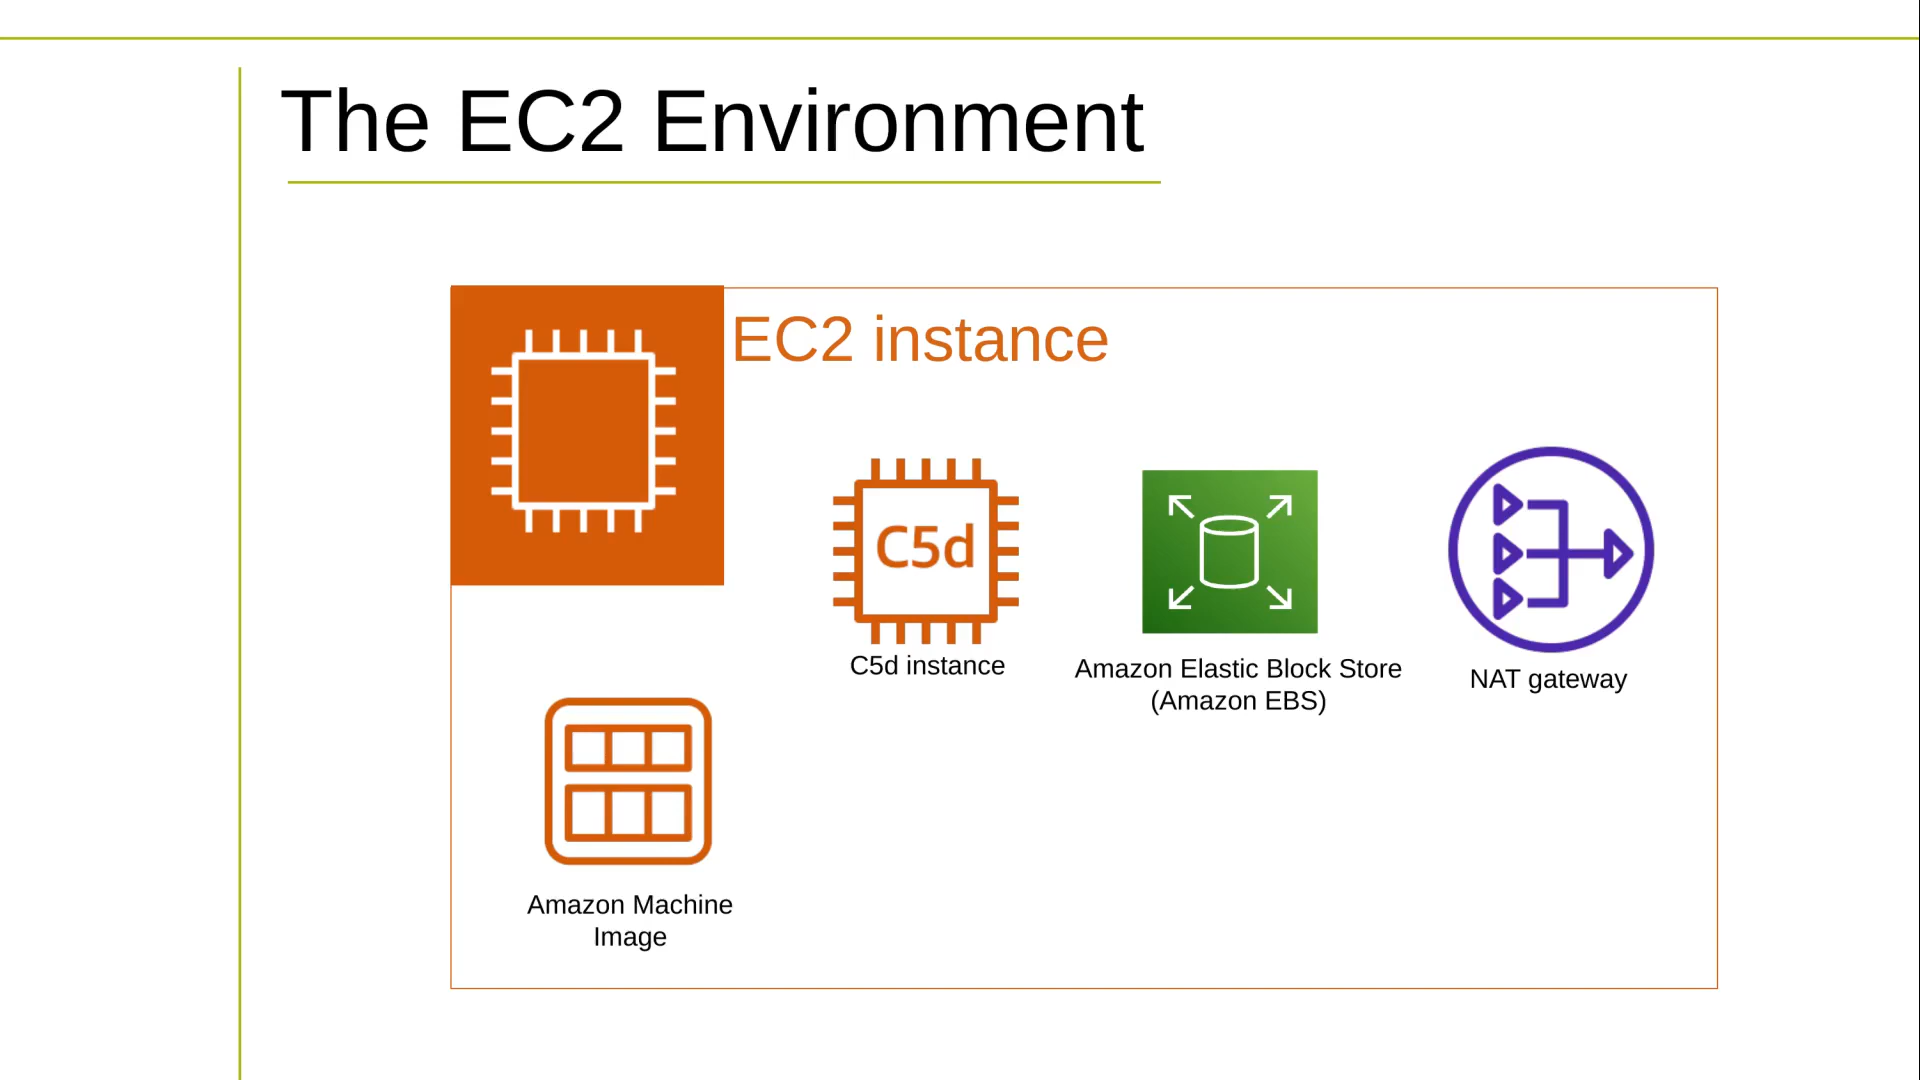 The EC2 Environment
EC2 instance
C5d
C5d instance
Amazon Elastic Block Store
(Amazon EBS)
NAT gateway
Amazon Machine
Image